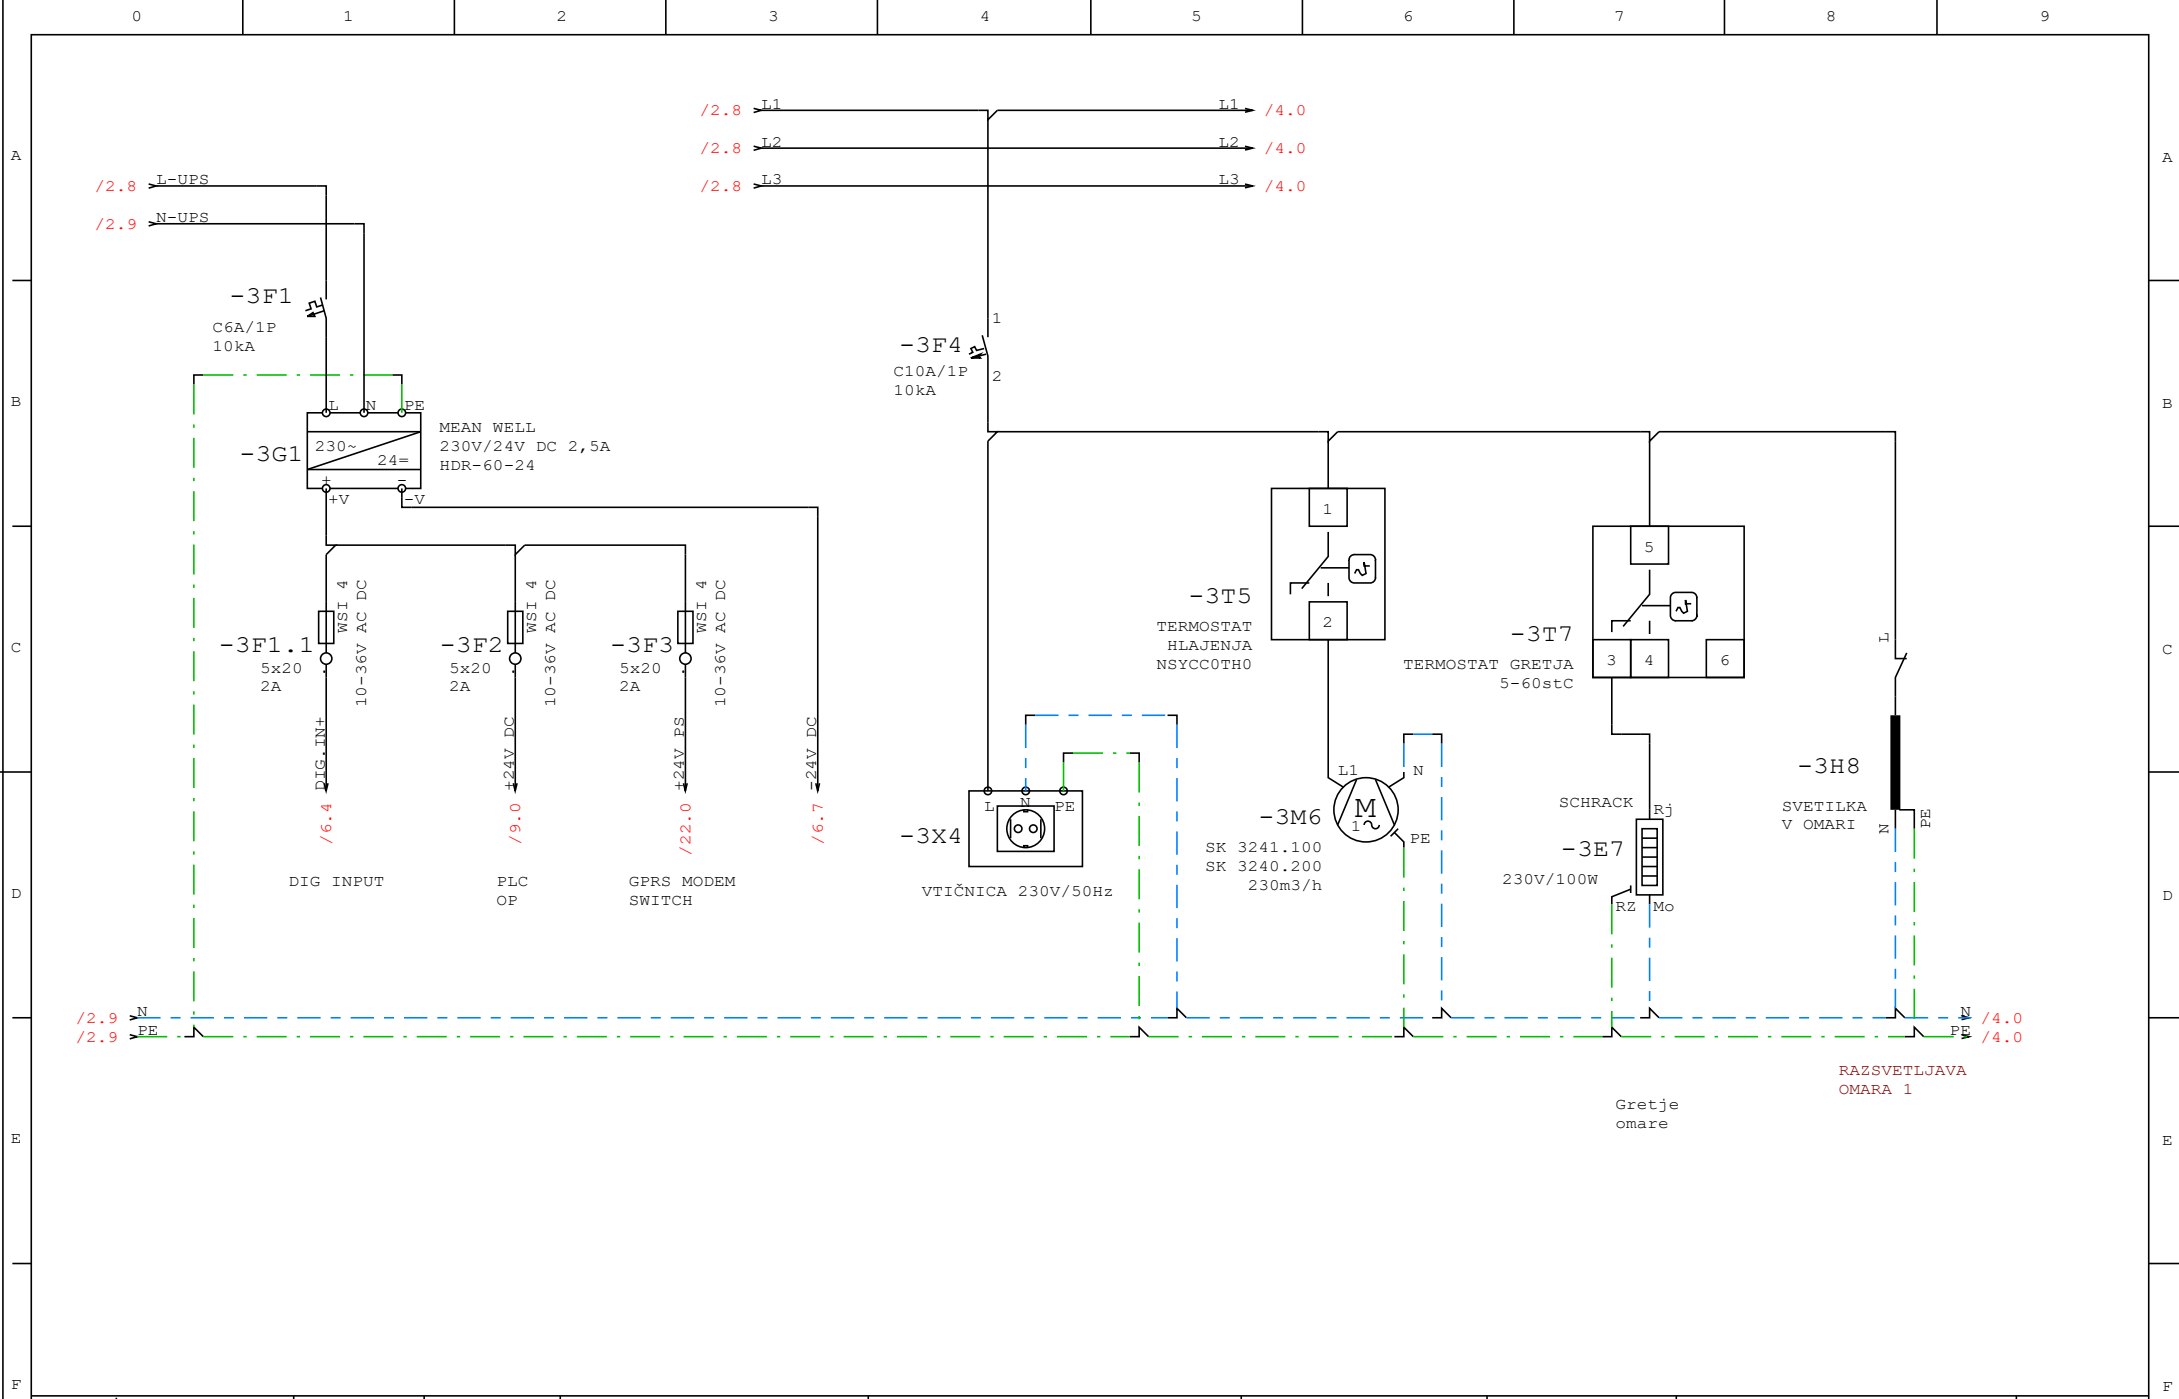 0 1 2 3 4 5 6 7 8 9
/2.8 L1 L1 /4.0
/2.8 L2 L2 /4.0
A A
/2.8 L3 L3 /4.0
/2.8 L-UPS
/2.9 N-UPS
-3F1
C6A/1P
10kA
1
-3F4
C10A/1P
10kA
2
B B
L N PE
-3G1
230~
24=
+ -
+V -V
MEAN WELL
230V/24V DC 2,5A
HDR-60-24
1
2
-3T5
TERMOSTAT
HLAJENJA
NSYCC0TH0
5
3 4 6
-3T7
TERMOSTAT GRETJA
5-60stC
C C
-3F1.1
5x20
2A
WSI 4
10-36V AC DC
-3F2
5x20
2A
WSI 4
10-36V AC DC
-3F3
5x20
2A
WSI 4
10-36V AC DC
L
DIG.IN+
/6.4
+24V DC
/9.0
+24V PS
/22.0
-24V DC
/6.7
DIG INPUT
PLC
OP
GPRS MODEM
SWITCH
L N PE
-3X4
VTIČNICA 230V/50Hz
L1 N
M
1~
PE
-3M6
SK 3241.100
SK 3240.200
230m3/h
SCHRACK Rj
-3E7
230V/100W
RZ Mo
-3H8
SVETILKA
V OMARI
N PE
D D
/2.9 N N /4.0
/2.9 PE PE /4.0
RAZSVETLJAVA
OMARA 1
Gretje
omare
E E
F F